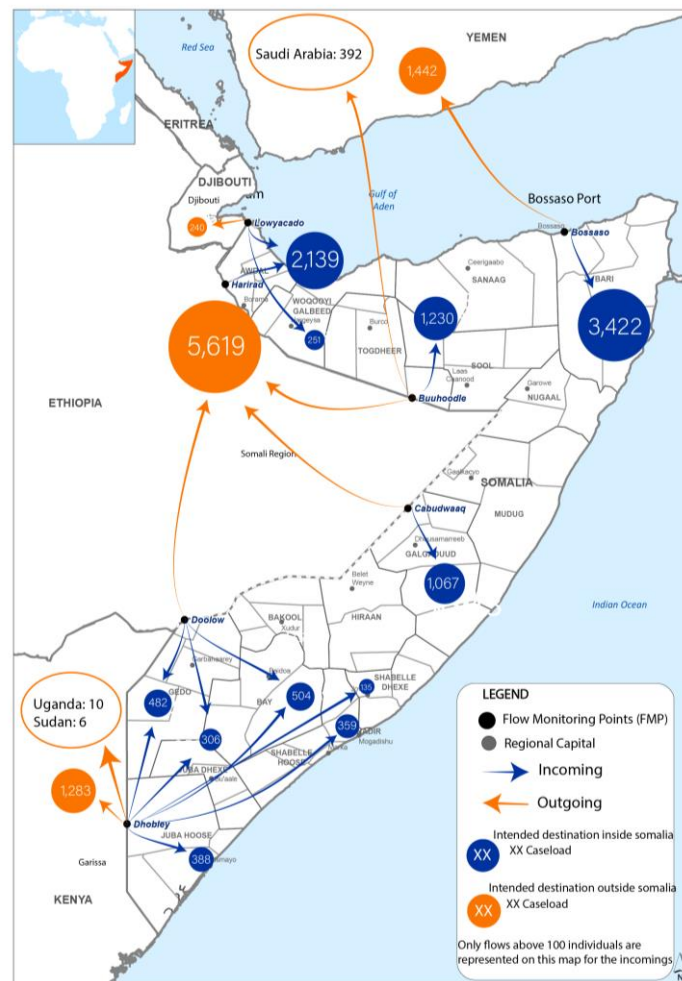 YEMEN
Red Sea
Saudi Arabia: 392
1,442
ERITREA
DJIBOUTI
Djibouti
Gulf of
Aden
Bossaso Port
240
Lowyacado
Bossaso
Bossaso
2,139
Ceerigaabo
SANAAG
BARI
AWDAL
Harirad
Borama
WOQOOYI
GALBEED
Burco
1,230
3,422
5,619
251
TOGDHEER
SOOL
Laas
Caanood
Garowe
NUGAAL
Buuhoodle
ETHIOPIA
Somali Region
Gaalkacyo
SOMALIA
MUDUG
Cabudwaaq
Dhuusamarreeb
GALGADUUD
Belet
Weyne
1,067
Indian Ocean
Doolow
BAKOOL
Xudur
HIRAAN
Garbahaarey
GEDO
BAY
SHABELLE
DHEXE
135
482
504
Uganda: 10
Sudan: 6
306
359
Mogadishu
SHABELLE
HOOSE
1,283
Dhobley
JUBA HOOSE
388
Garissa
KENYA
LEGEND
Flow Monitoring Points (FMP)
Regional Capital
Incoming
Outgoing
Intended destination inside somalia
XX
XX Caseload
Intended destination outside somalia
XX
XX Caseload
Only flows above 100 individuals are
represented on this map for the incomings
N